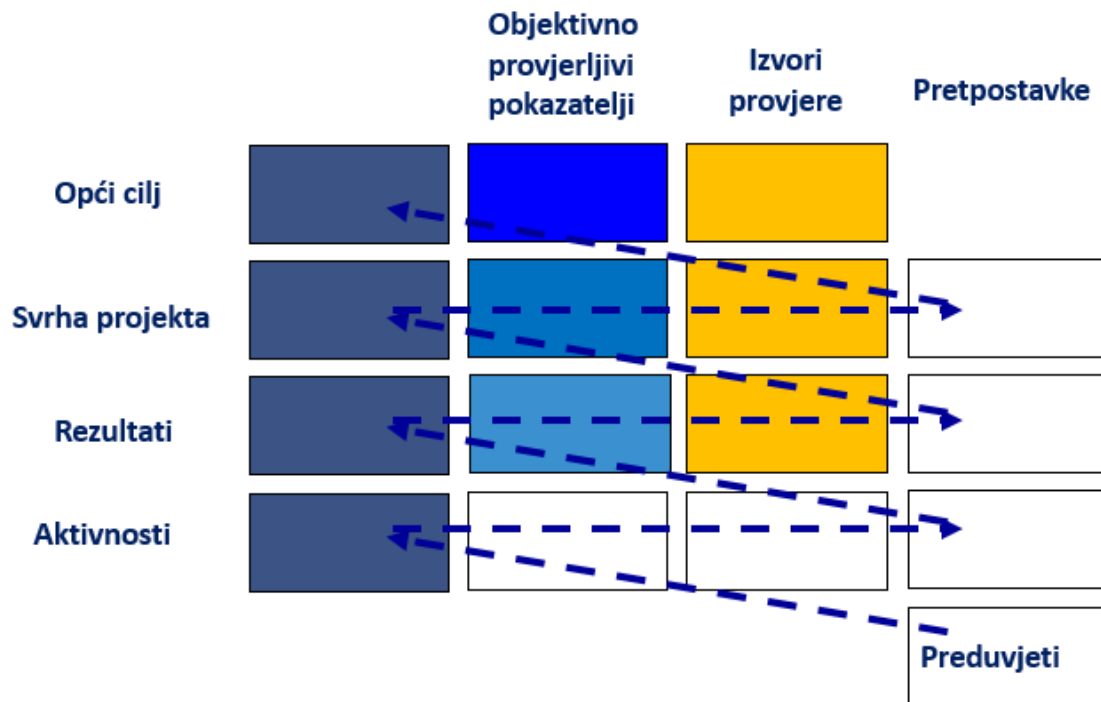 Objektivno
provjerljivi
pokazatelji
Izvori
provjere
Pretpostavke
Opći cilj
Svrha projekta
Rezultati
Aktivnosti
Preduvjeti